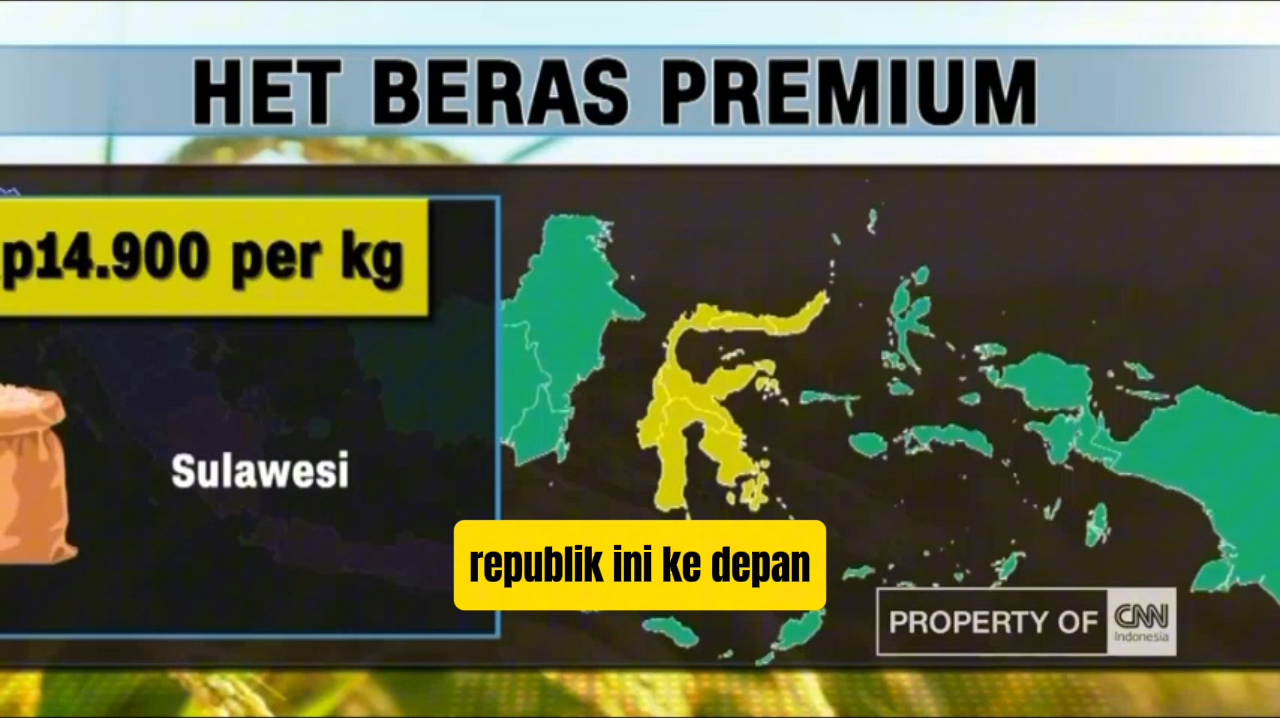 HET BERAS PREMIUM
p14.900 per kg
Sulawesi
republik ini ke depan
PROPERTY OF CNN Indonesia